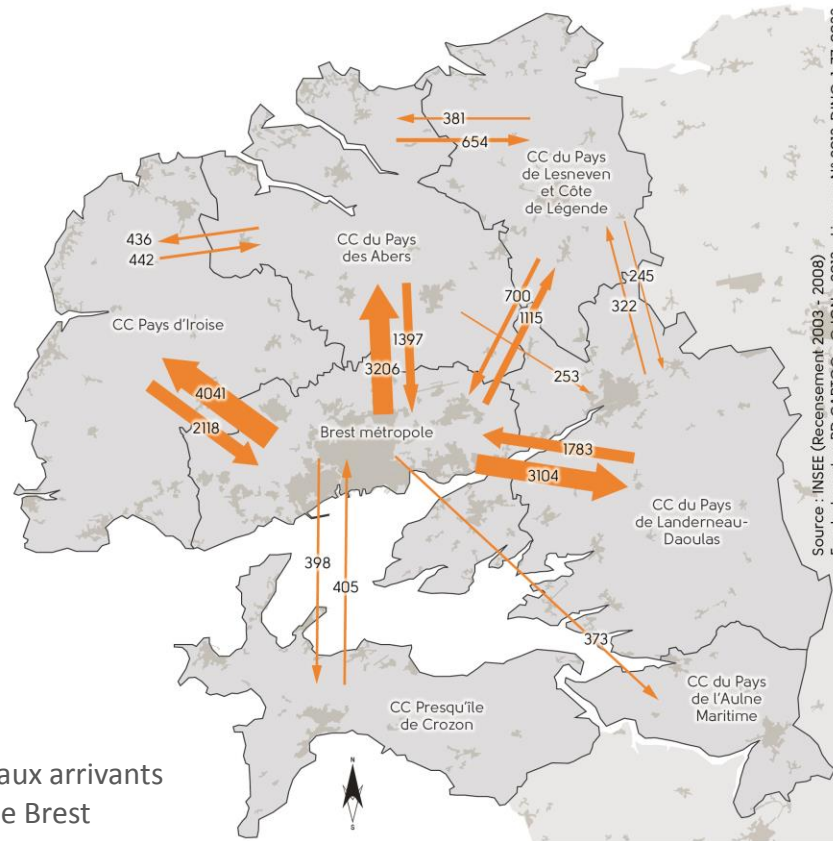 381
654
CC du Pays
de Lesneven
et Côte
de Légende
436
442
CC du Pays
des Abers
245
322
700
1115
CC Pays d'Iroise
1397
3206
253
4041
2118
Brest métropole
1783
3104
CC du Pays
de Landerneau-
Daoulas
398
405
373
CC du Pays
de l'Aulne
Maritime
CC Presqu'île
de Crozon
N
S
aux arrivants
e Brest
Source : INSEE (Recensement 2003 - 2008)